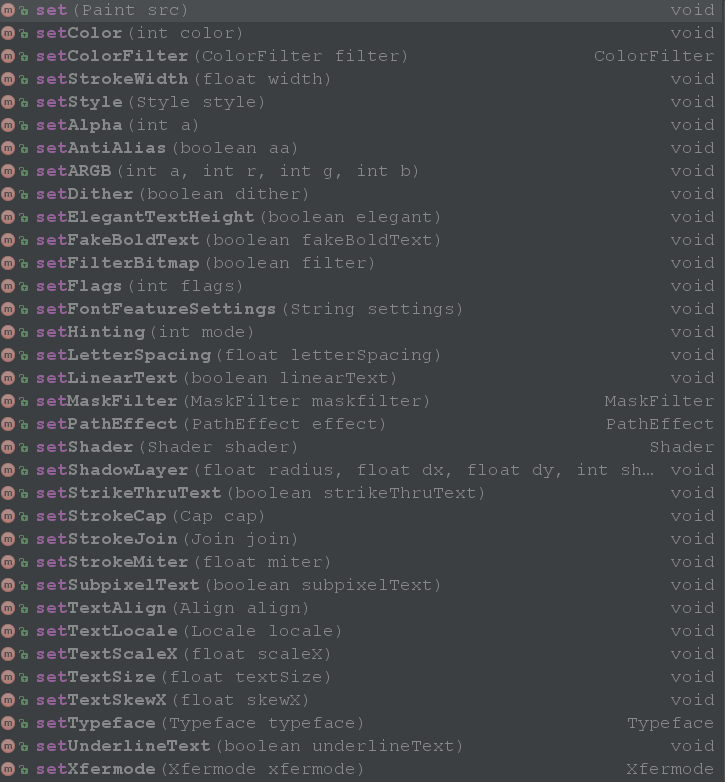 set(Paint src) void
setColor(int color) void
setColorFilter(ColorFilter filter) ColorFilter
setStrokeWidth(float width) void
setStyle(Style style) void
setAlpha(int a) void
setAntiAlias(boolean aa) void
setARGB(int a, int r, int g, int b) void
setDither(boolean dither) void
setElegantTextHeight(boolean elegant) void
setFakeBoldText(boolean fakeBoldText) void
setFilterBitmap(boolean filter) void
setFlags(int flags) void
setFontFeatureSettings(String settings) void
setHinting(int mode) void
setLetterSpacing(float letterSpacing) void
setLinearText(boolean linearText) void
setMaskFilter(MaskFilter maskfilter) MaskFilter
setPathEffect(PathEffect effect) PathEffect
setShader(Shader shader) Shader
setShadowLayer(float radius, float dx, float dy, int sh… void
setStrikeThruText(boolean strikeThruText) void
setStrokeCap(Cap cap) void
setStrokeJoin(Join join) void
setStrokeMiter(float miter) void
setSubpixelText(boolean subpixelText) void
setTextAlign(Align align) void
setTextLocale(Locale locale) void
setTextScaleX(float scaleX) void
setTextSize(float textSize) void
setTextSkewX(float skewX) void
setTypeface(Typeface typeface) Typeface
setUnderlineText(boolean underlineText) void
setXfermode(Xfermode xfermode) Xfermode